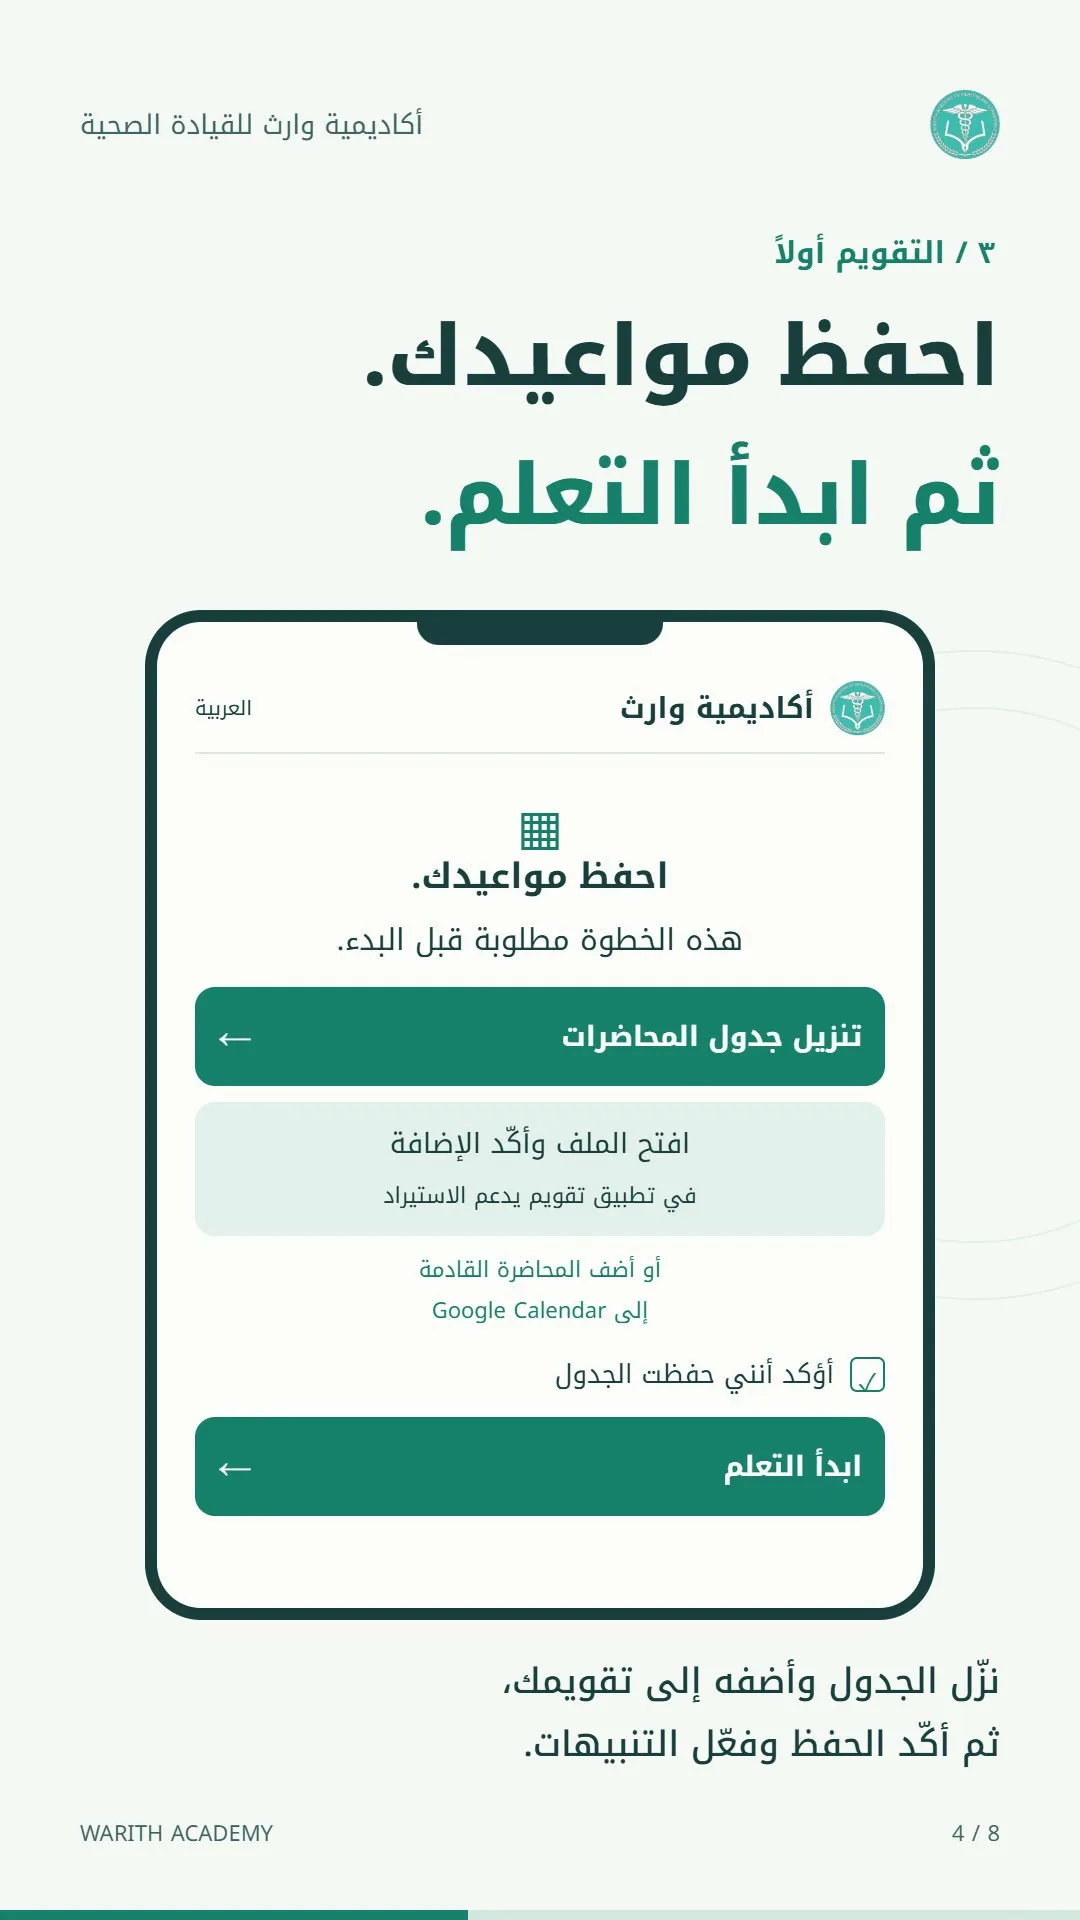 أكاديمية وارث للقيادة الصحية
٣ / التقويم أولاً
احفظ مواعيدك.
ثم ابدأ التعلم.
أكاديمية وارث
العربية
احفظ مواعيدك.
هذه الخطوة مطلوبة قبل البدء.
تنزيل جدول المحاضرات ←
افتح الملف وأكّد الإضافة
في تطبيق تقويم يدعم الاستيراد
أو أضف المحاضرة القادمة
إلى Google Calendar
أؤكد أنني حفظت الجدول
ابدأ التعلم ←
نزّل الجدول وأضفه إلى تقويمك،
ثم أكّد الحفظ وفعّل التنبيهات.
WARITH ACADEMY
4 / 8